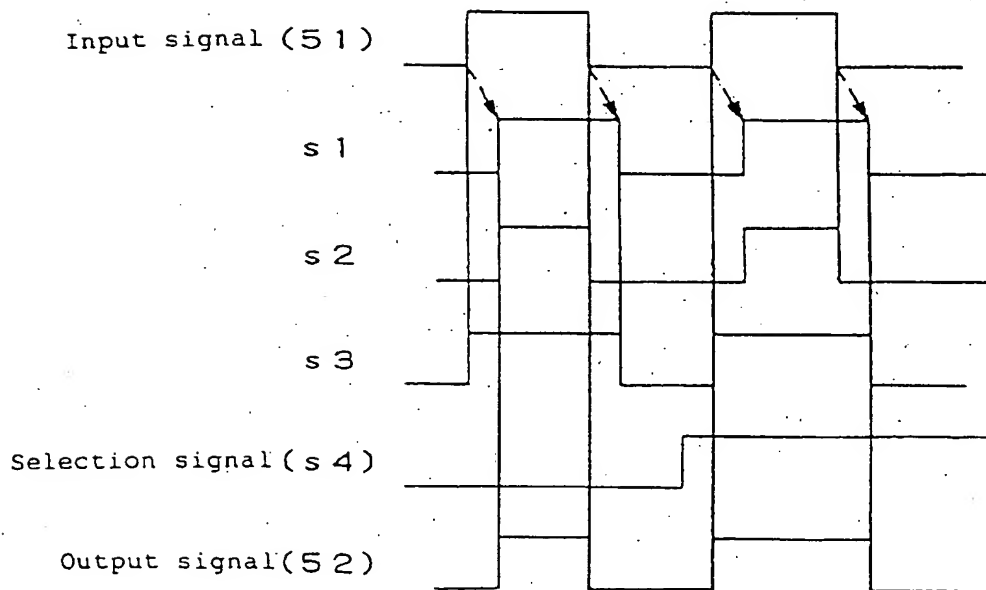 Input signal (51)
s1
s2
s3
Selection signal (s4)
Output signal (52)